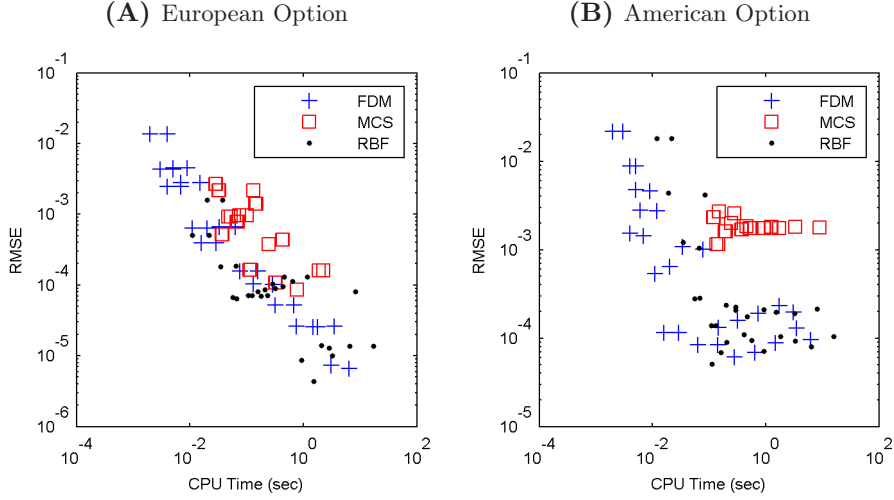 (A) European Option
10^-1
10^-2
10^-3
10^-4
10^-5
10^-6
RMSE
FDM
MCS
RBF
10^-4
10^-2
10^0
10^2
CPU Time (sec)
(B) American Option
10^-1
10^-2
10^-3
10^-4
10^-5
RMSE
FDM
MCS
RBF
10^-4
10^-2
10^0
10^2
CPU Time (sec)